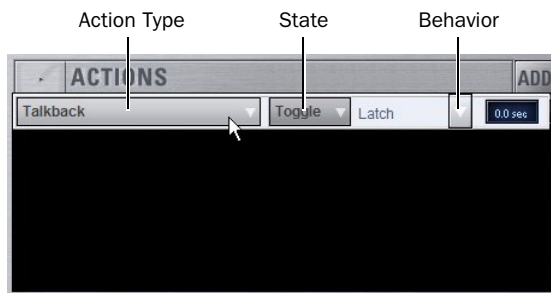 Action Type State Behavior
ACTIONS ADD
Talkback Toggle Latch 0.0 sec